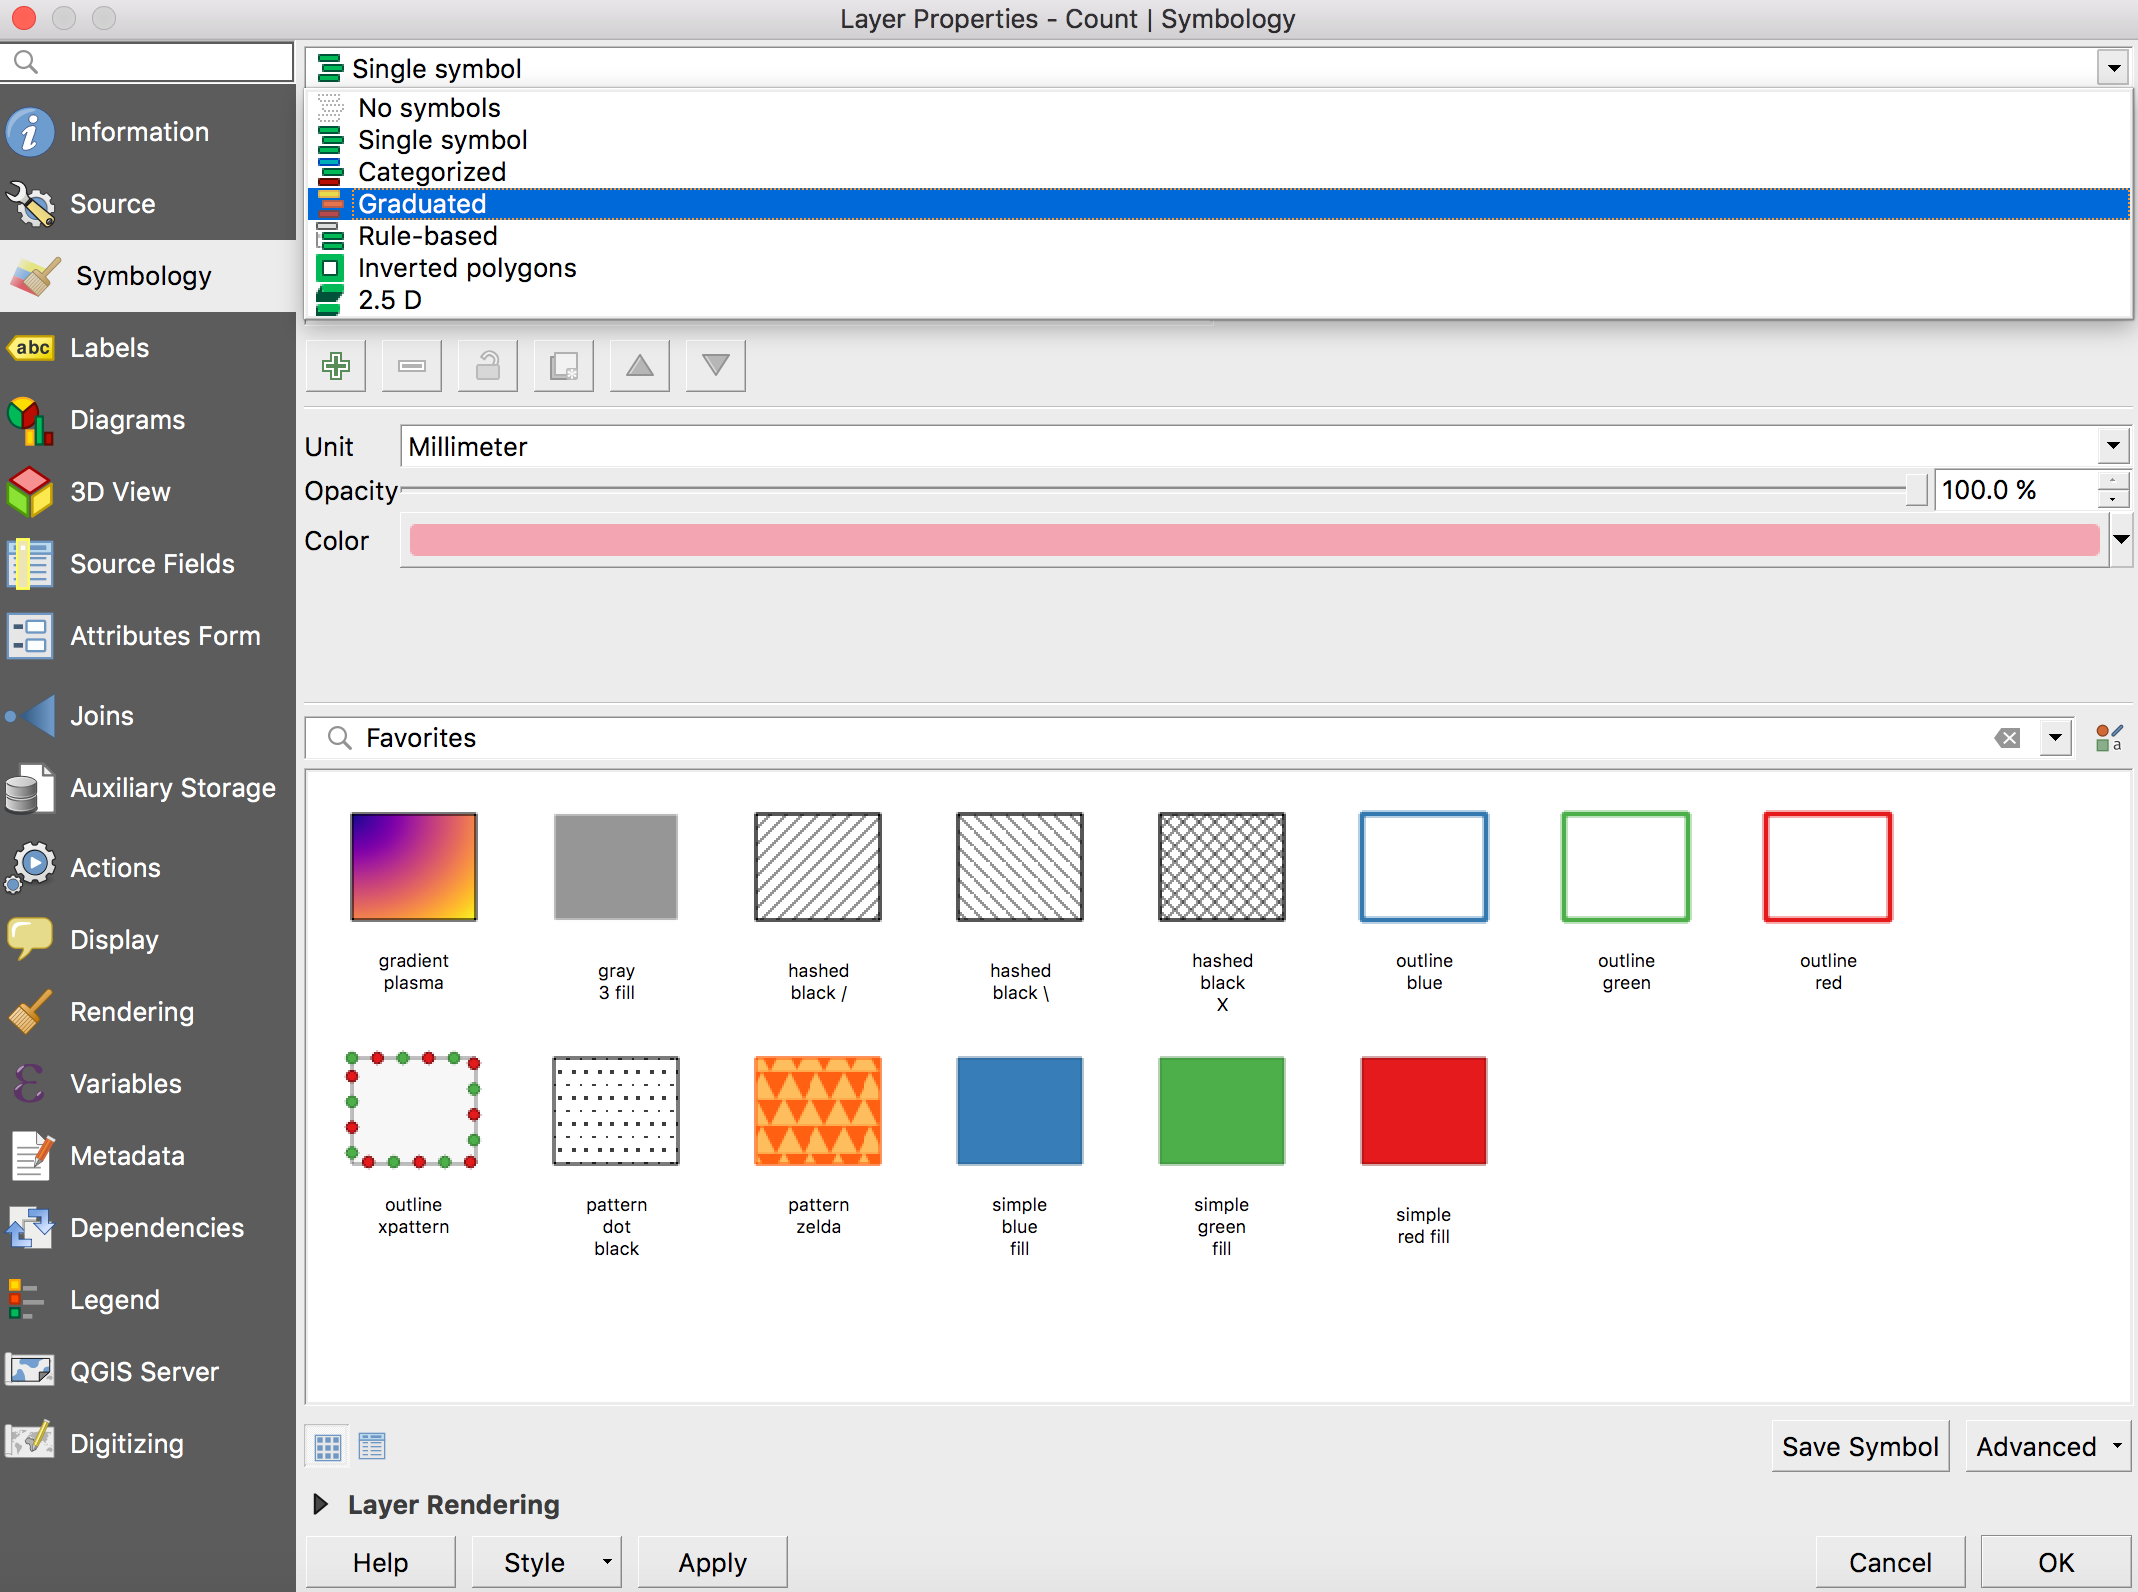 Layer Properties - Count | Symbology
Single symbol
No symbols
Single symbol
Categorized
Graduated
Rule-based
Inverted polygons
2.5 D
Information
Source
Symbology
abc Labels
Diagrams
3D View
Source Fields
Attributes Form
Joins
Auxiliary Storage
Actions
Display
Rendering
Variables
Metadata
Dependencies
Legend
QGIS Server
Digitizing
Unit Millimeter
Opacity 100.0 %
Color
Favorites
a
gradient
plasma
gray
3 fill
hashed
black /
hashed
black \
hashed
black
X
outline
blue
outline
green
outline
red
outline
xpattern
pattern
dot
black
pattern
zelda
simple
blue
fill
simple
green
fill
simple
red fill
Save Symbol Advanced
Layer Rendering
Help Style Apply Cancel OK